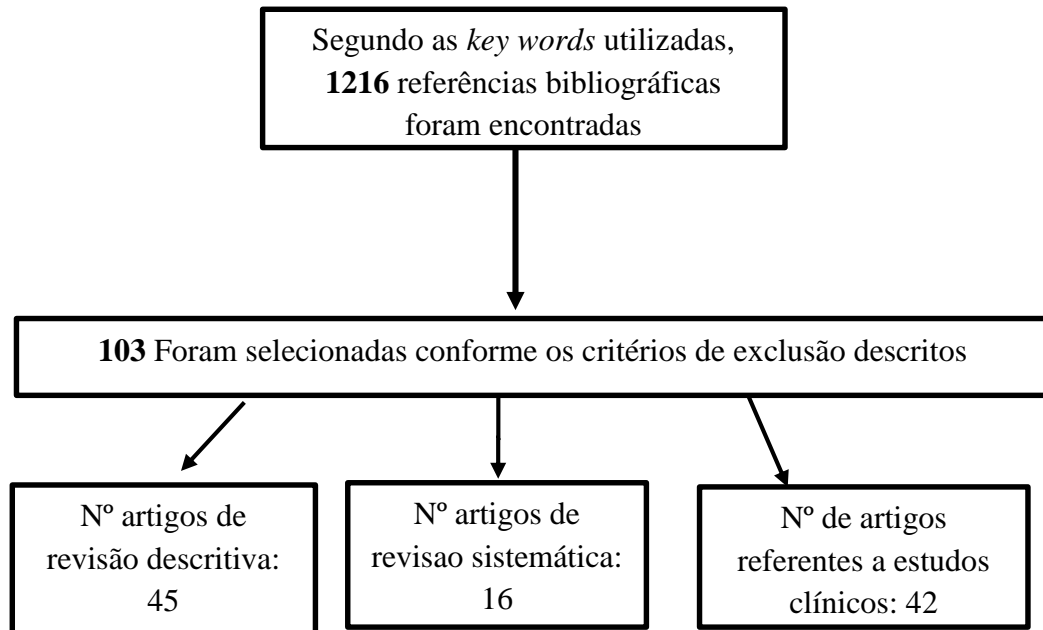 Segundo as key words utilizadas,
1216 referências bibliográficas
foram encontradas
103 Foram selecionadas conforme os critérios de exclusão descritos
Nº artigos de
revisão descritiva:
45
Nº artigos de
revisao sistemática:
16
Nº de artigos
referentes a estudos
clínicos: 42